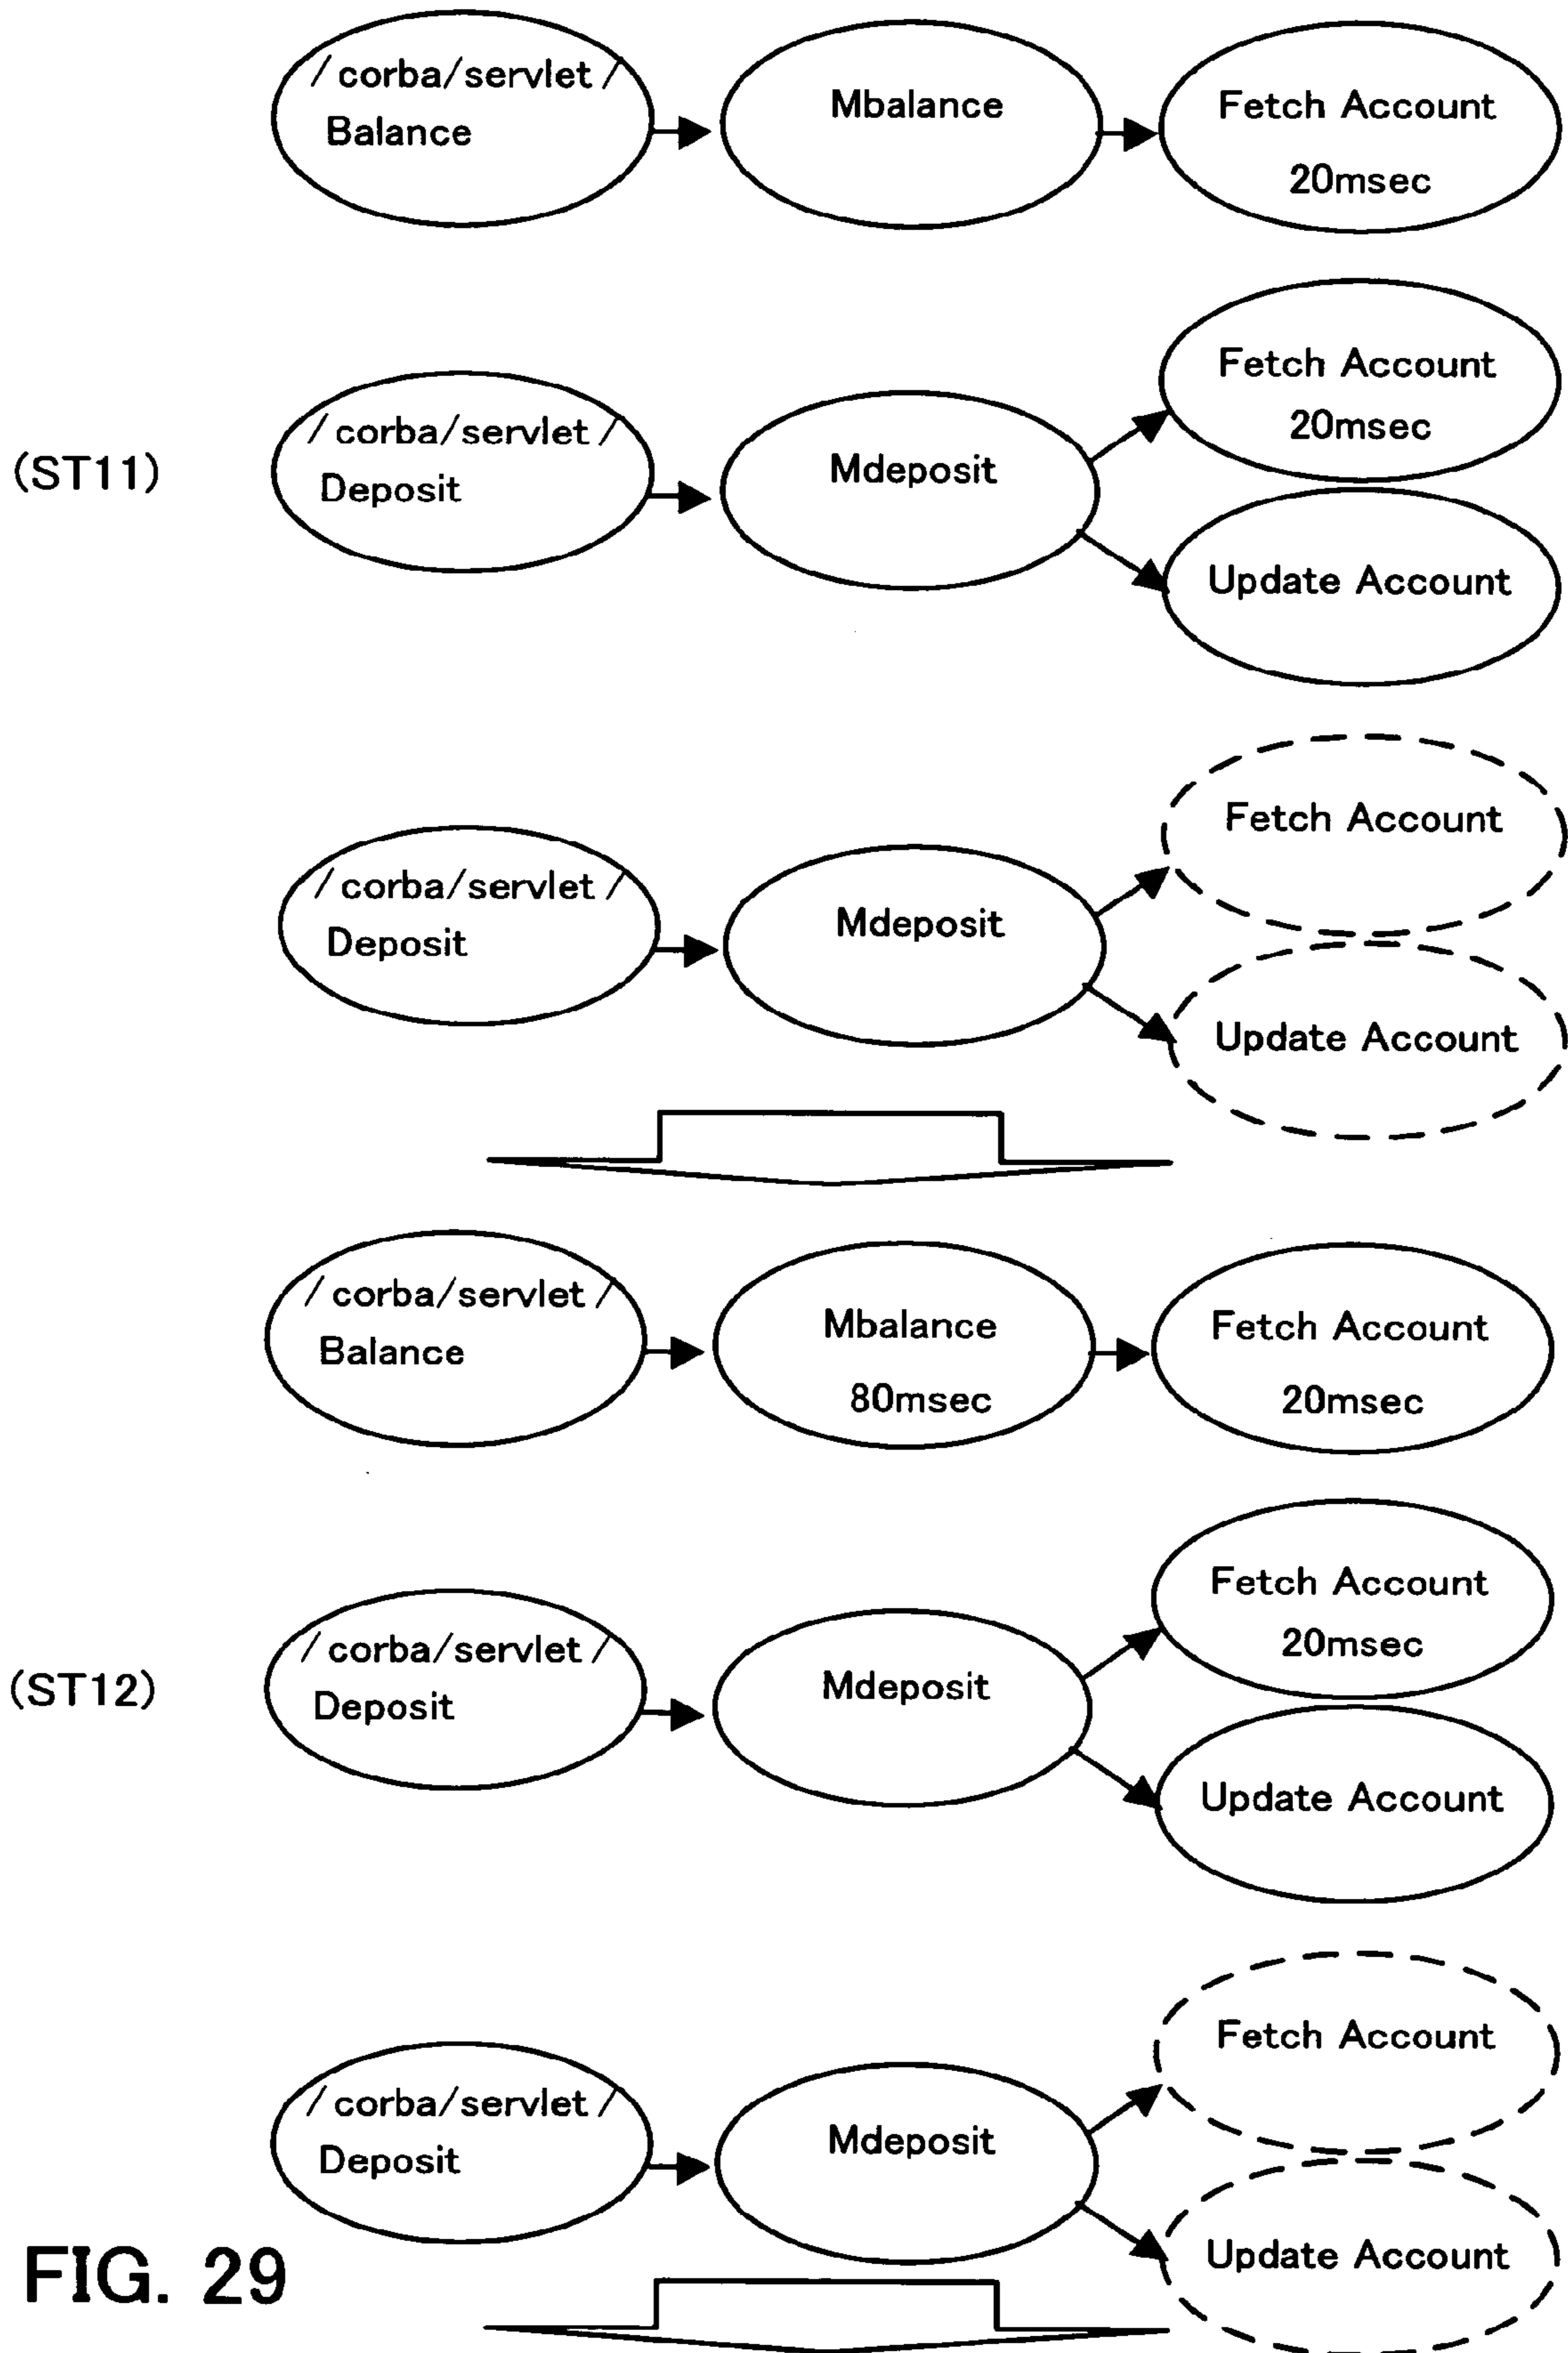 / corba/servlet /
Balance
Mbalance
Fetch Account
20msec
(ST11)
/ corba/servlet /
Deposit
Mdeposit
Fetch Account
20msec
Update Account
/ corba/servlet /
Deposit
Mdeposit
Fetch Account
Update Account
/ corba/servlet /
Balance
Mbalance
80msec
Fetch Account
20msec
(ST12)
/ corba/servlet /
Deposit
Mdeposit
Fetch Account
20msec
Update Account
/ corba/servlet /
Deposit
Mdeposit
Fetch Account
Update Account
FIG. 29